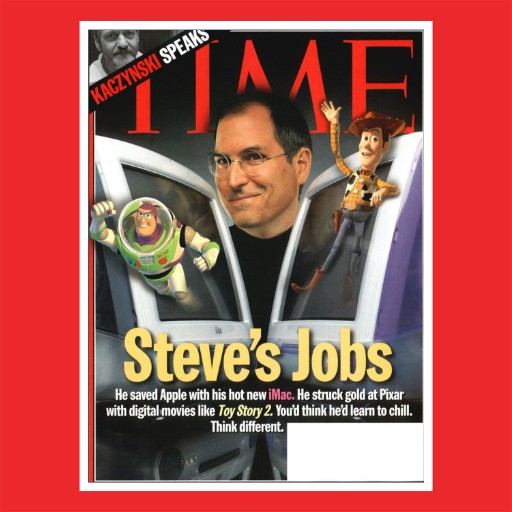 KACZYNSKI SPEAKS
TIME
Steve's Jobs
He saved Apple with his hot new iMac. He struck gold at Pixar
with digital movies like Toy Story 2. You'd think he'd learn to chill.
Think different.